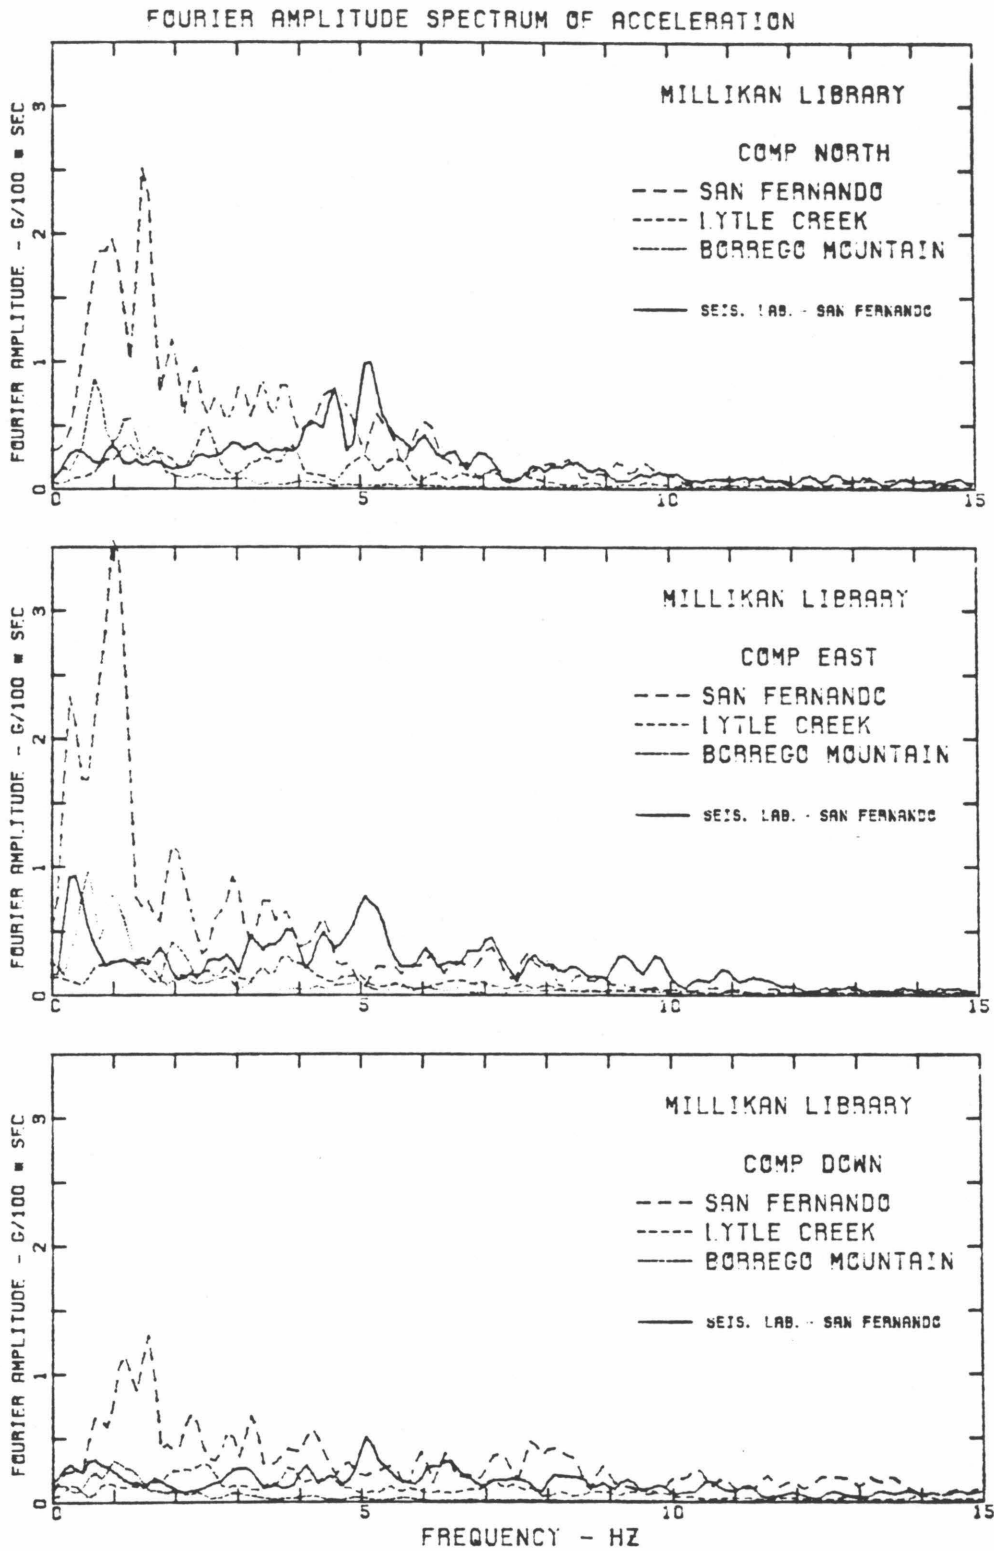 FOURIER AMPLITUDE SPECTRUM OF ACCELERATION
FOURIER AMPLITUDE - G/100 * SEC
3
2
1
0
MILLIKAN LIBRARY
COMP NORTH
SAN FERNANDO
LYTLE CREEK
BORREGO MOUNTAIN
SEIS. LAB. - SAN FERNANDO
0 5 10 15
FOURIER AMPLITUDE - G/100 * SEC
3
2
1
0
MILLIKAN LIBRARY
COMP EAST
SAN FERNANDO
LYTLE CREEK
BORREGO MOUNTAIN
SEIS. LAB. - SAN FERNANDO
0 5 10 15
FOURIER AMPLITUDE - G/100 * SEC
3
2
1
0
MILLIKAN LIBRARY
COMP DOWN
SAN FERNANDO
LYTLE CREEK
BORREGO MOUNTAIN
SEIS. LAB. - SAN FERNANDO
0 5 10 15
FREQUENCY - HZ